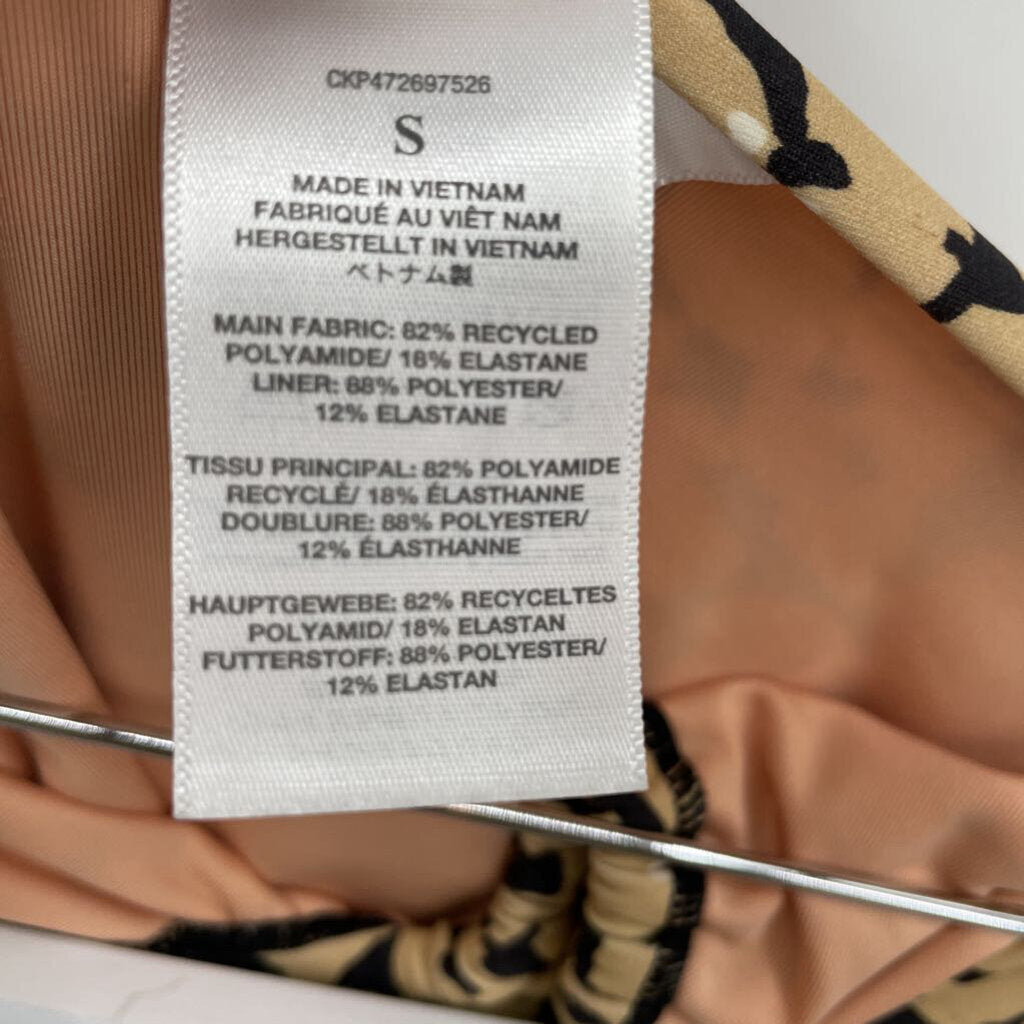 CKP472697526
S
MADE IN VIETNAM
FABRIQUÉ AU VIÊT NAM
HERGESTELLT IN VIETNAM
ベトナム製
MAIN FABRIC: 82% RECYCLED
POLYAMIDE/ 18% ELASTANE
LINER: 88% POLYESTER/
12% ELASTANE
TISSU PRINCIPAL: 82% POLYAMIDE
RECYCLÉ/ 18% ÉLASTHANNE
DOUBLURE: 88% POLYESTER/
12% ÉLASTHANNE
HAUPTGEWEBE: 82% RECYCELTES
POLYAMID/ 18% ELASTAN
FUTTERSTOFF: 88% POLYESTER/
12% ELASTAN